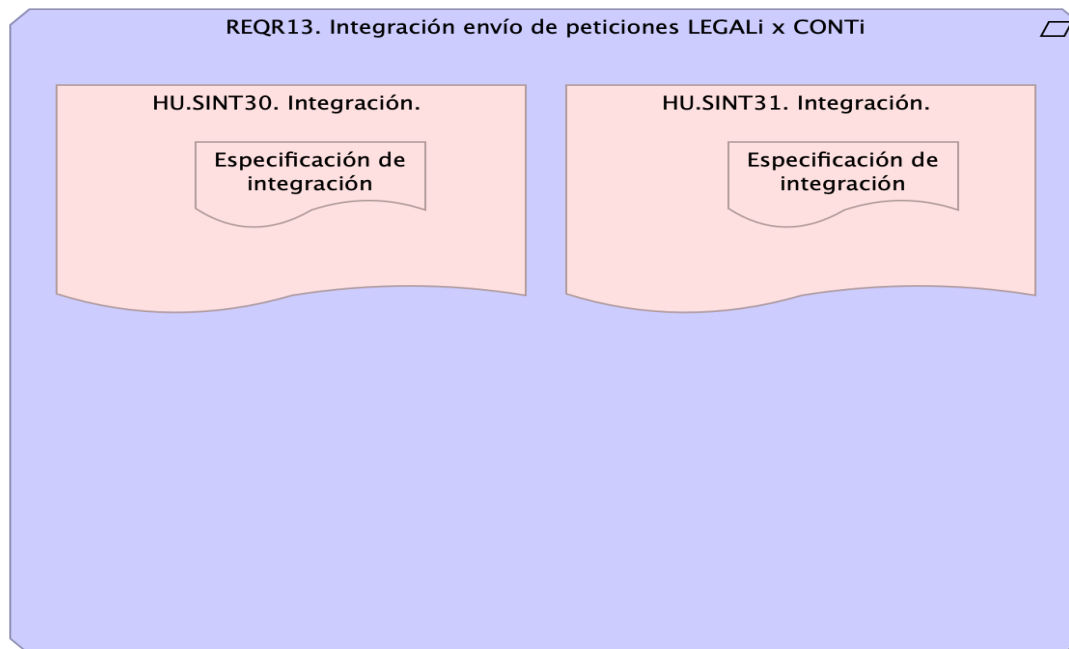 REQR13. Integración envío de peticiones LEGALi x CONTi
HU.SINT30. Integración.
Especificación de
integración
HU.SINT31. Integración.
Especificación de
integración